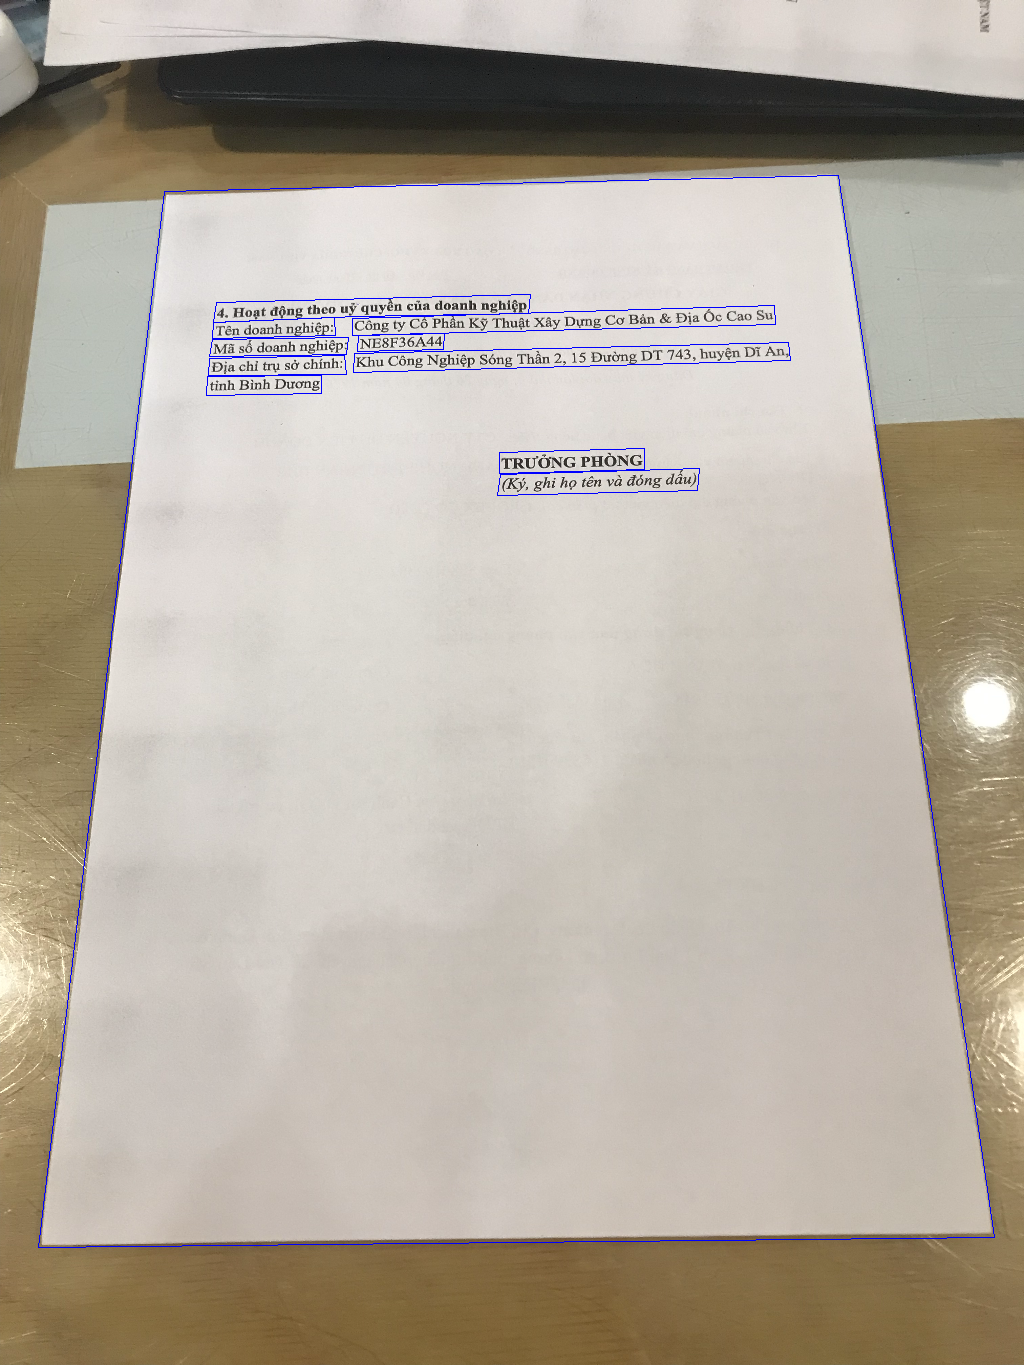 4. Hoạt động theo uỷ quyền của doanh nghiệp
Tên doanh nghiệp: Công ty Cổ Phần Kỹ Thuật Xây Dựng Cơ Bản & Địa Ốc Cao Su
Mã số doanh nghiệp: NE8F36A44
Địa chỉ trụ sở chính: Khu Công Nghiệp Sóng Thần 2, 15 Đường DT 743, huyện Dĩ An,
tỉnh Bình Dương
TRƯỞNG PHÒNG
(Ký, ghi họ tên và đóng dấu)